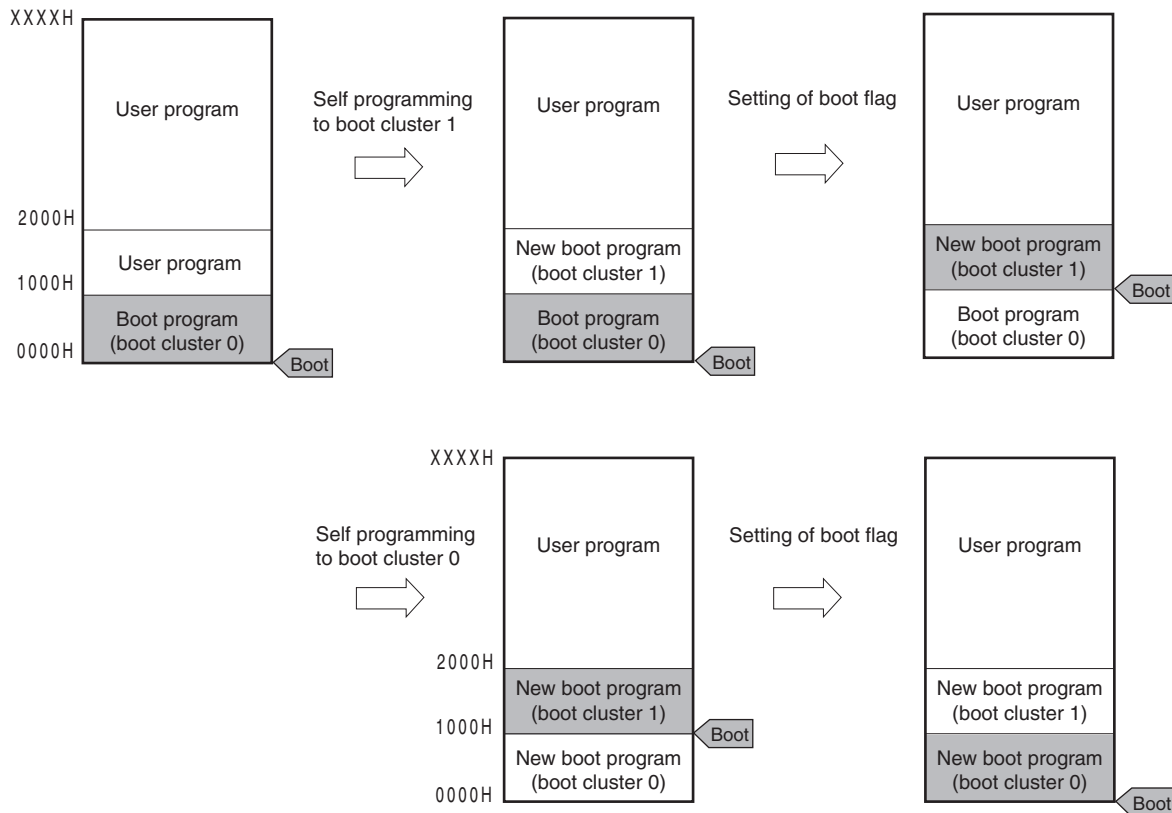 XXXXH
User program
2000H
User program
1000H
Boot program
(boot cluster 0)
0000H
Boot
Self programming
to boot cluster 1
User program
New boot program
(boot cluster 1)
Boot program
(boot cluster 0)
Boot
Setting of boot flag
User program
New boot program
(boot cluster 1)
Boot
Boot program
(boot cluster 0)
Self programming
to boot cluster 0
XXXXH
User program
2000H
New boot program
(boot cluster 1)
1000H
Boot
New boot program
(boot cluster 0)
0000H
Setting of boot flag
User program
New boot program
(boot cluster 1)
New boot program
(boot cluster 0)
Boot